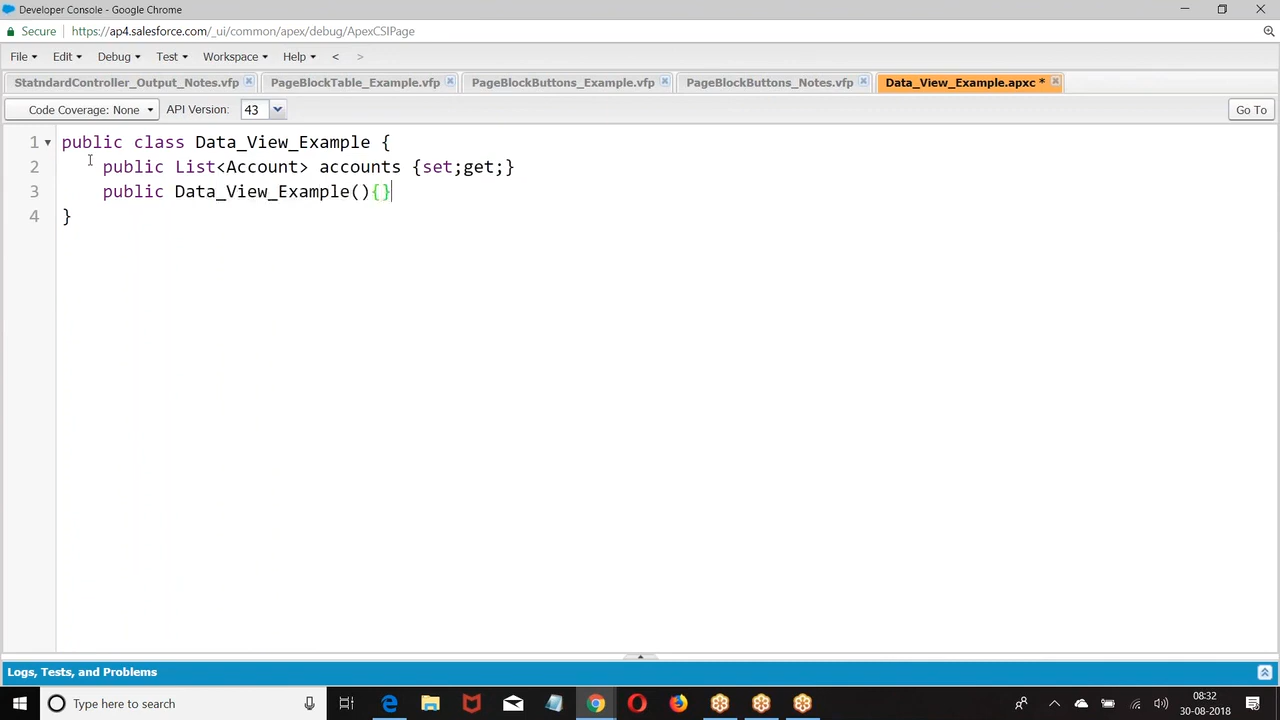 Developer Console - Google Chrome
Secure https://ap4.salesforce.com/_ui/common/apex/debug/ApexCSIPage
File Edit Debug Test Workspace Help < >
StatndardController_Output_Notes.vfp PageBlockTable_Example.vfp PageBlockButtons_Example.vfp PageBlockButtons_Notes.vfp Data_View_Example.apxc *
Code Coverage: None API Version: 43 Go To
1 public class Data_View_Example {
2 public List<Account> accounts {set;get;}
3 public Data_View_Example(){}
4 }
Logs, Tests, and Problems
Type here to search
08:32
30-08-2018